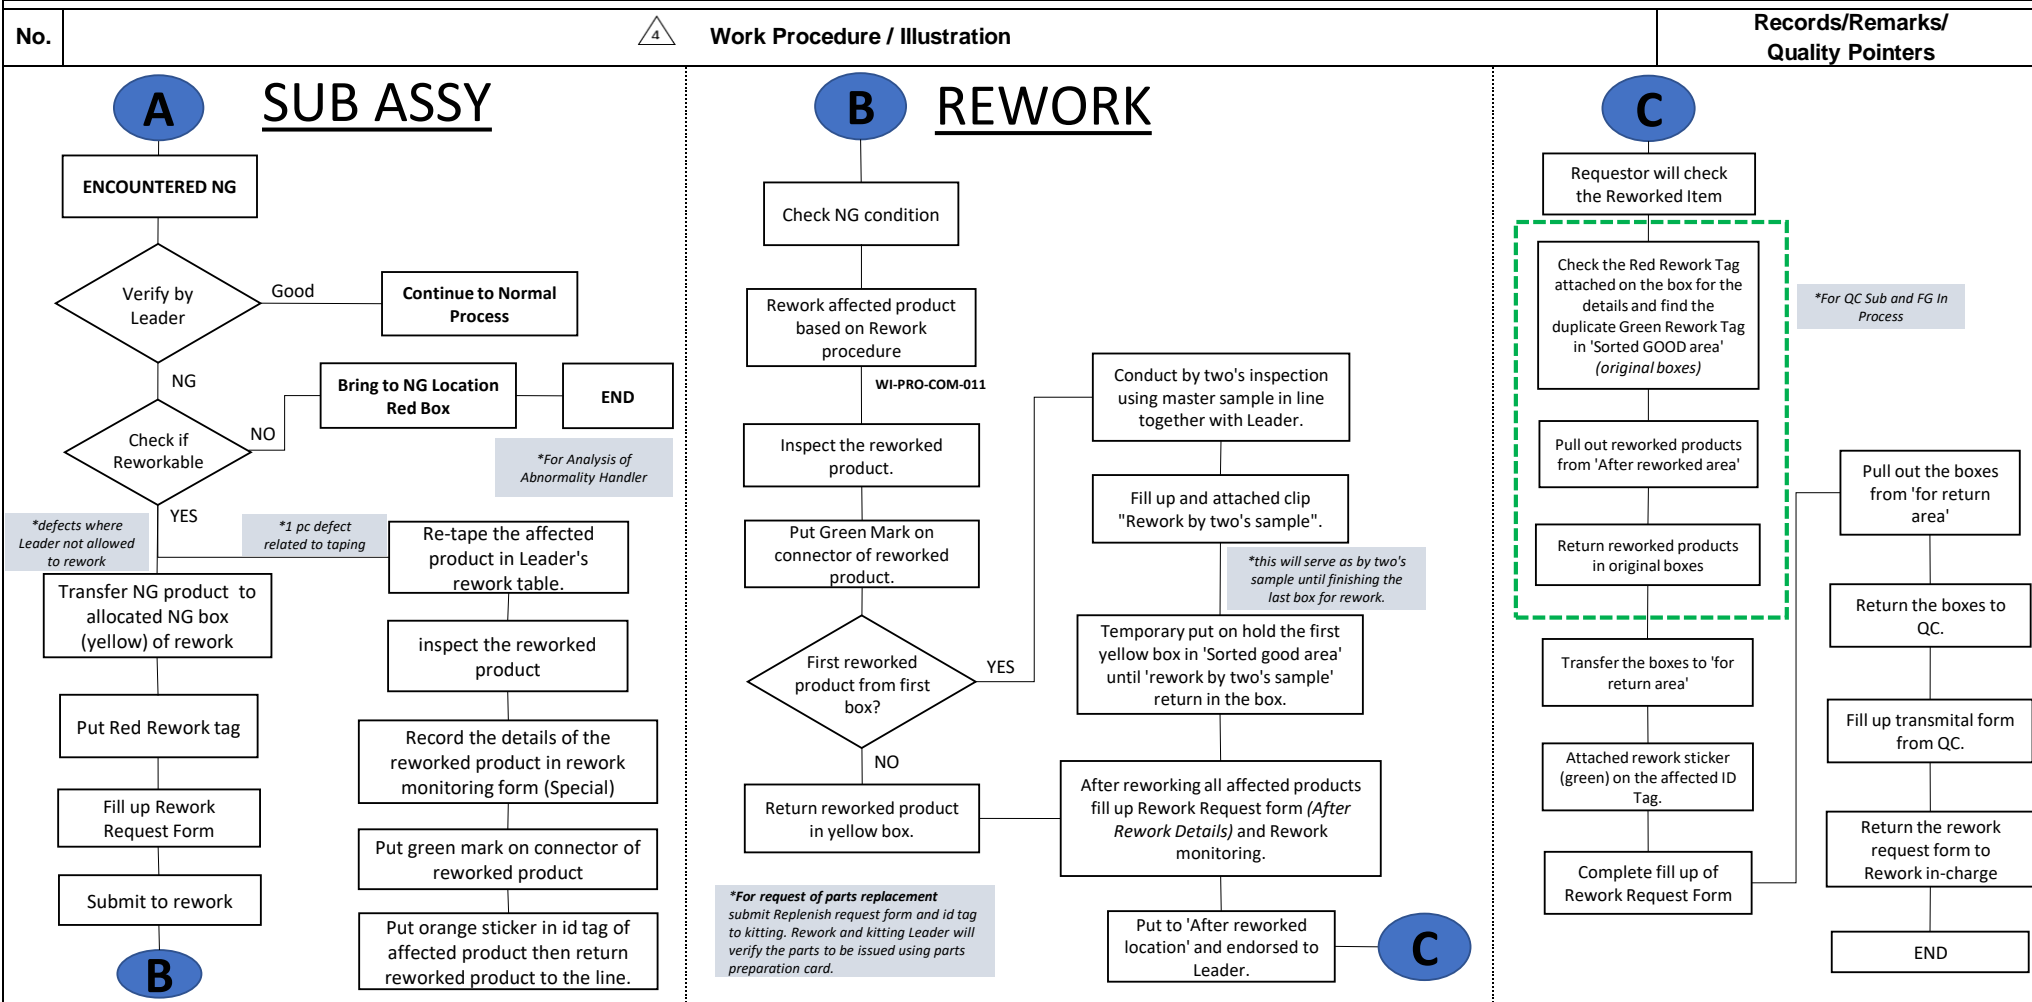 No.
4
Work Procedure / Illustration
Records/Remarks/
Quality Pointers
A
SUB ASSY
ENCOUNTERED NG
Verify by
Leader
Good
Continue to Normal
Process
NG
Check if
Reworkable
NO
Bring to NG Location
Red Box
END
*For Analysis of
Abnormality Handler
YES
*defects where
Leader not allowed
to rework
*1 pc defect
related to taping
Transfer NG product to
allocated NG box
(yellow) of rework
Put Red Rework tag
Fill up Rework
Request Form
Submit to rework
B
Re-tape the affected
product in Leader's
rework table.
inspect the reworked
product
Record the details of the
reworked product in rework
monitoring form (Special)
Put green mark on connector of
reworked product
Put orange sticker in id tag of
affected product then return
reworked product to the line.
B
REWORK
Check NG condition
Rework affected product
based on Rework
procedure
WI-PRO-COM-011
Inspect the reworked
product.
Put Green Mark on
connector of reworked
product.
First reworked
product from first
box?
YES
NO
Return reworked product
in yellow box.
*For request of parts replacement
submit Replenish request form and id tag
to kitting. Rework and kitting Leader will
verify the parts to be issued using parts
preparation card.
Conduct by two's inspection
using master sample in line
together with Leader.
Fill up and attached clip
"Rework by two's sample".
*this will serve as by two's
sample until finishing the
last box for rework.
Temporary put on hold the first
yellow box in 'Sorted good area'
until 'rework by two's sample'
return in the box.
After reworking all affected products
fill up Rework Request form (After
Rework Details) and Rework
monitoring.
Put to 'After reworked
location' and endorsed to
Leader.
C
C
Requestor will check
the Reworked Item
Check the Red Rework Tag
attached on the box for the
details and find the
duplicate Green Rework Tag
in 'Sorted GOOD area'
(original boxes)
*For QC Sub and FG In
Process
Pull out reworked products
from 'After reworked area'
Return reworked products
in original boxes
Transfer the boxes to 'for
return area'
Attached rework sticker
(green) on the affected ID
Tag.
Complete fill up of
Rework Request Form
Pull out the boxes
from 'for return
area'
Return the boxes to
QC.
Fill up transmital form
from QC.
Return the rework
request form to
Rework in-charge
END